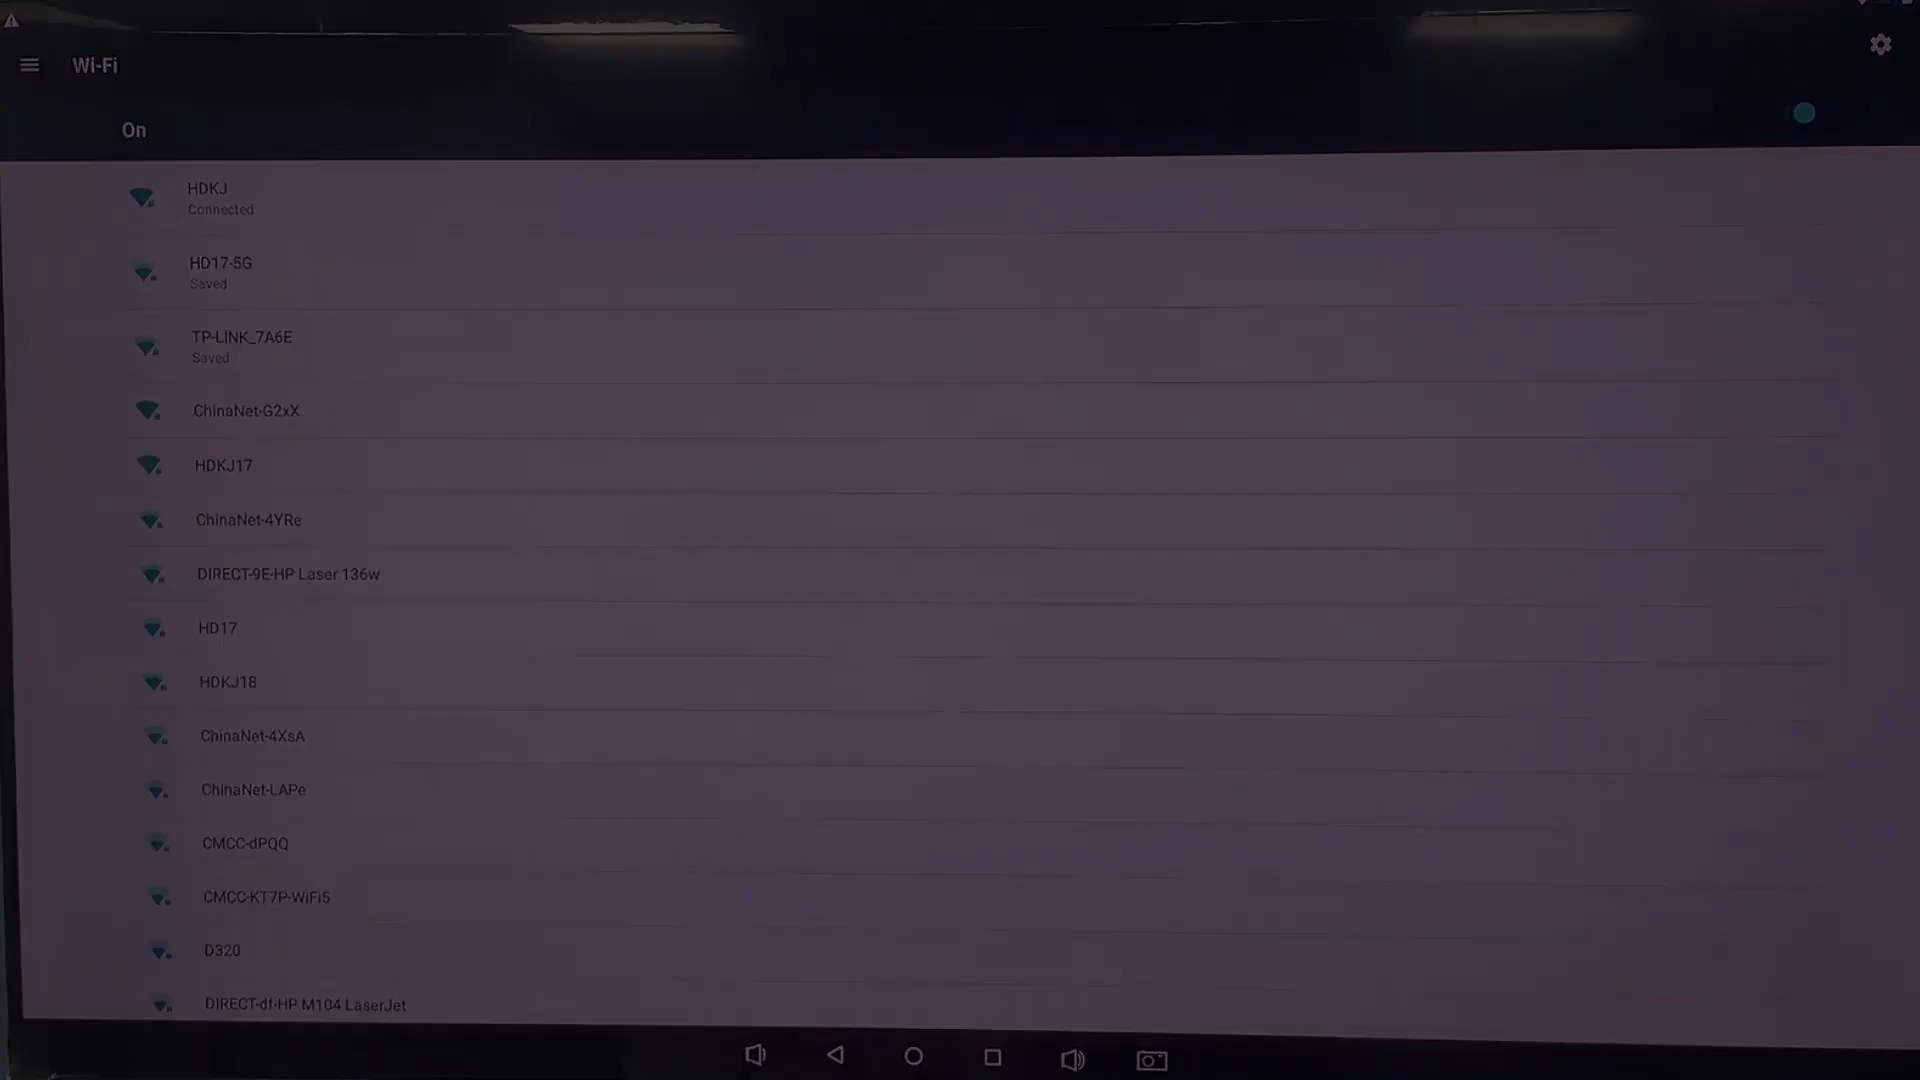 Wi-Fi
On
HDKJ
Connected
HD17-5G
Saved
TP-LINK_7A6E
Saved
ChinaNet-G2xX
HDKJ17
ChinaNet-4YRe
DIRECT-9E-HP Laser 136w
HD17
HDKJ18
ChinaNet-4XsA
ChinaNet-LAPe
CMCC-dPQQ
CMCC-KT7P-WiFi5
D320
DIRECT-df-HP M104 LaserJet